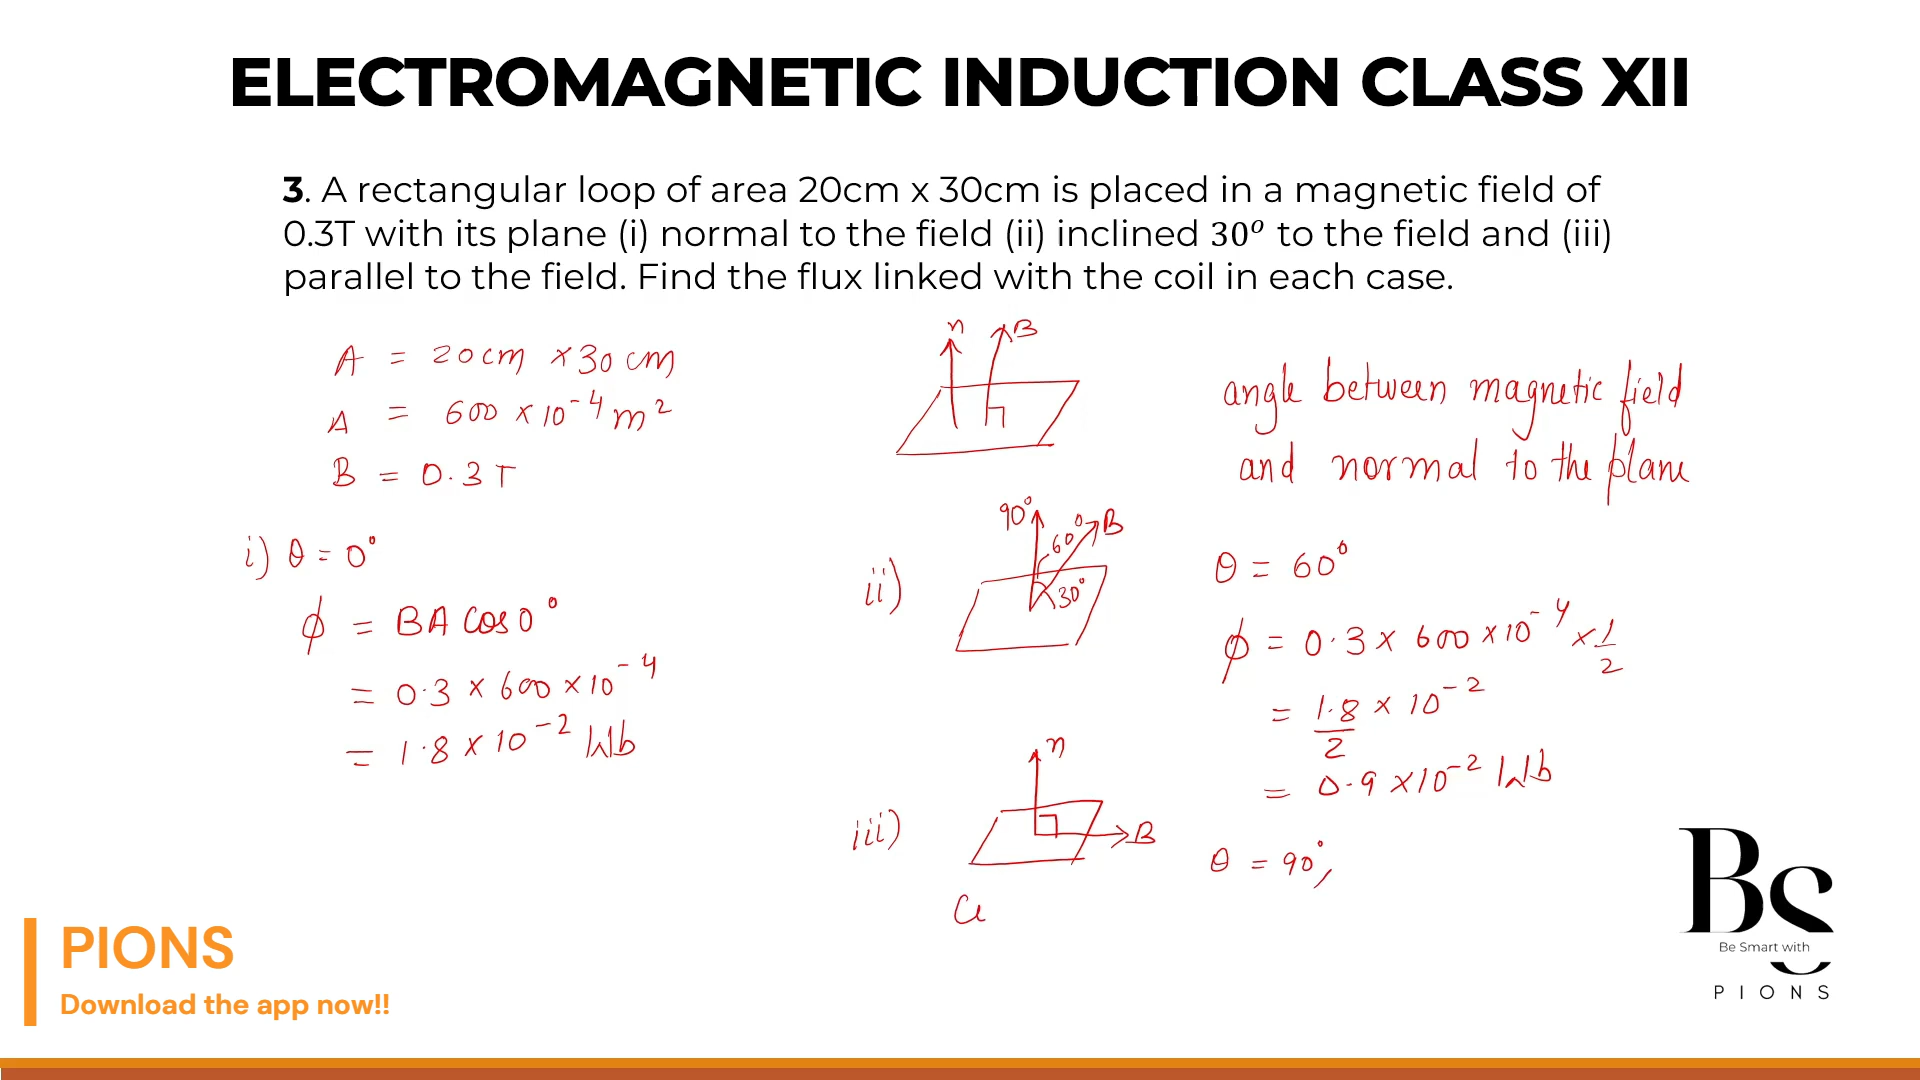 ELECTROMAGNETIC INDUCTION CLASS XII
3. A rectangular loop of area 20cm x 30cm is placed in a magnetic field of
0.3T with its plane (i) normal to the field (ii) inclined 30° to the field and (iii)
parallel to the field. Find the flux linked with the coil in each case.
A = 20cm × 30 cm
A = 600 × 10⁻⁴ m²
B = 0.3 T
i) θ = 0°
ϕ = BA Cos 0°
= 0.3 × 600 × 10⁻⁴
= 1.8 × 10⁻² Wb
n B
angle between magnetic field
and normal to the plane
ii)
90° 60° B
30°
θ = 60°
ϕ = 0.3 × 600 × 10⁻⁴ × 1/2
= 1.8/2 × 10⁻²
= 0.9 × 10⁻² Wb
iii)
n
B
θ = 90°,
PIONS
Download the app now!!
Bs
Be Smart with
PIONS